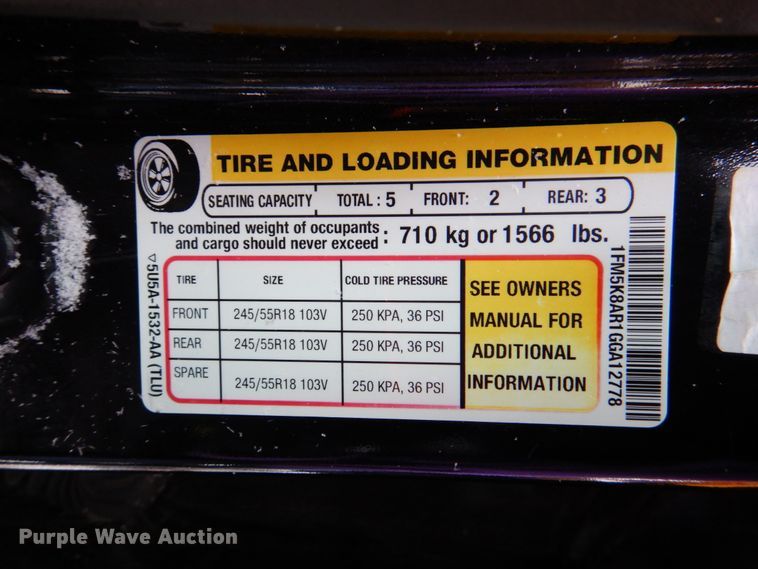 TIRE AND LOADING INFORMATION
SEATING CAPACITY TOTAL : 5 FRONT: 2 REAR: 3
The combined weight of occupants
and cargo should never exceed : 710 kg or 1566 lbs.
TIRE SIZE COLD TIRE PRESSURE
FRONT 245/55R18 103V 250 KPA, 36 PSI
REAR 245/55R18 103V 250 KPA, 36 PSI
SPARE 245/55R18 103V 250 KPA, 36 PSI
SEE OWNERS
MANUAL FOR
ADDITIONAL
INFORMATION
▽5U5A-1532-AA (TLU)
1FM5K8AR1GGA12778
Purple Wave Auction